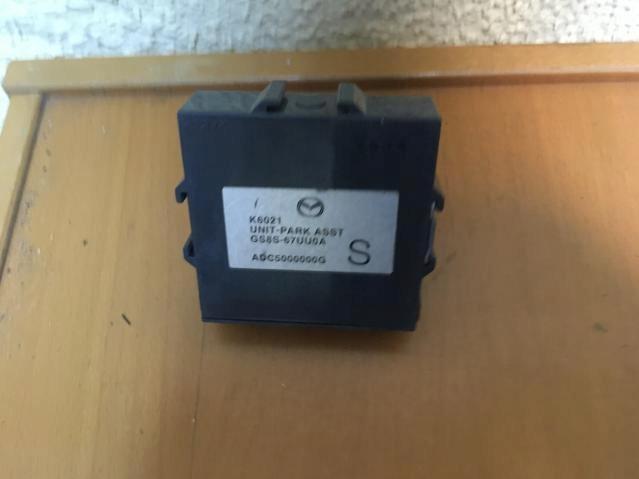 K6021
UNIT-PARK ASST
GS8S-67UU0A
ADC5000000G
S